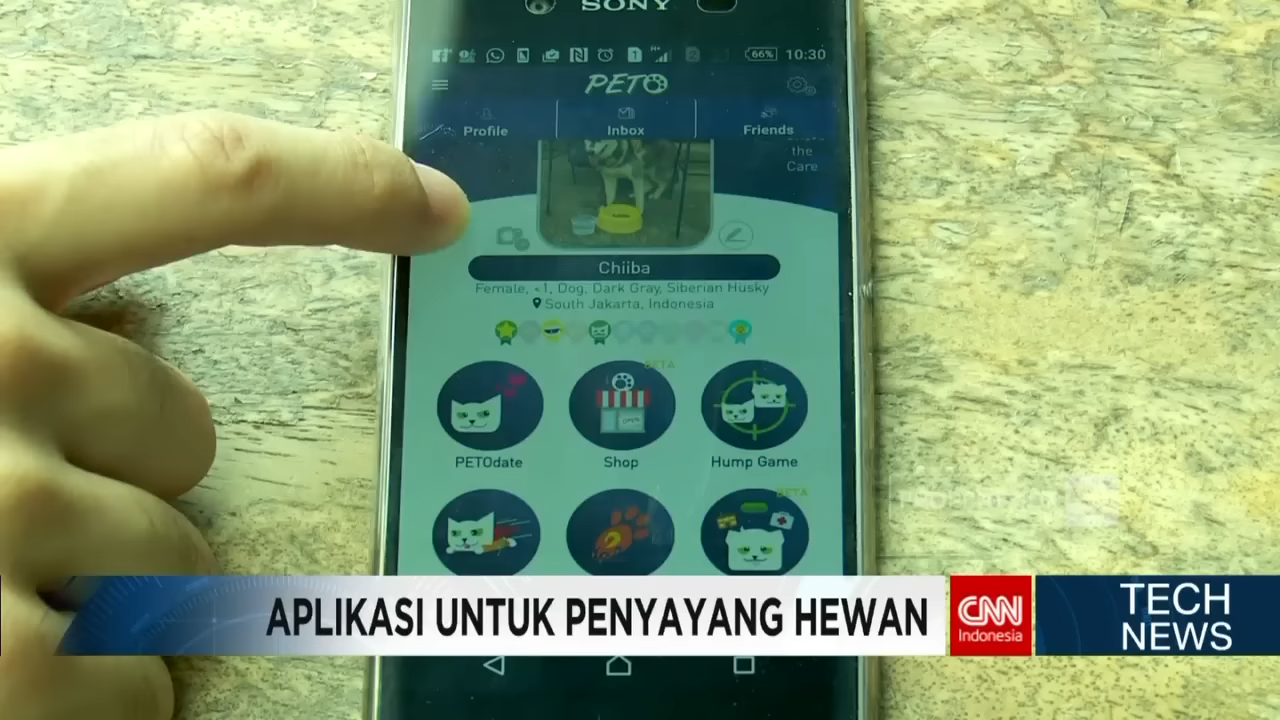 SONY
66% 10:30
PETO
Profile
Inbox
Friends
the
Care
Chiiba
Female, <1, Dog, Dark Gray, Siberian Husky
South Jakarta, Indonesia
BETA
OPEN
PETOdate
Shop
Hump Game
BETA
APLIKASI UNTUK PENYAYANG HEWAN
CNN
Indonesia
TECH
NEWS